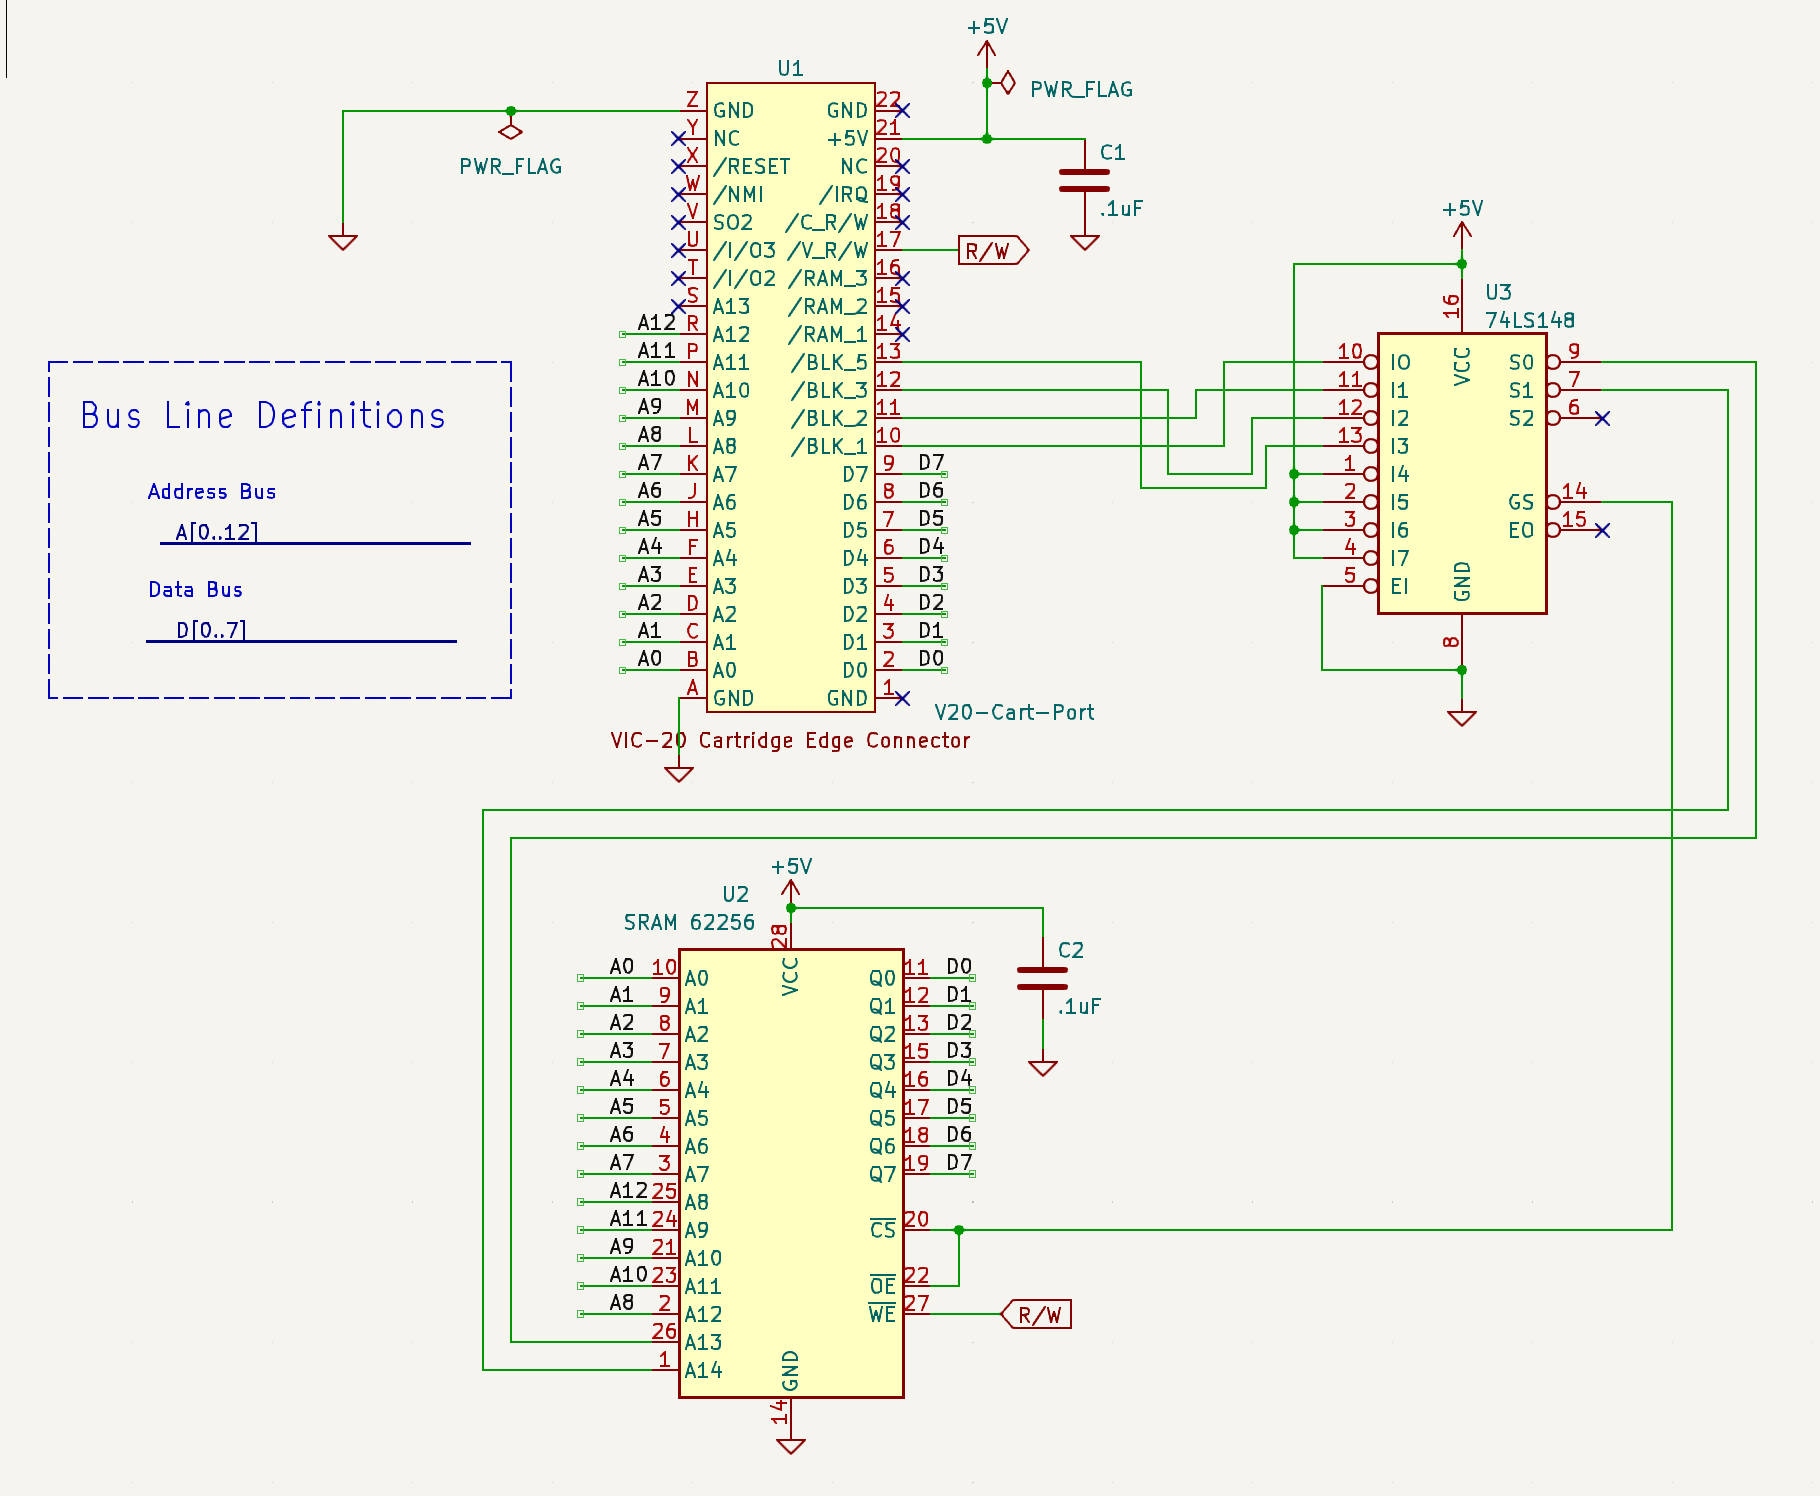 +5V
PWR_FLAG
U1
Z GND GND 22
Y NC +5V 21
X /RESET NC 20
W /NMI /IRQ 19
V SO2 /C_R/W 18
U /I/O3 /V_R/W 17
T /I/O2 /RAM_3 16
S A13 /RAM_2 15
A12 R A12 /RAM_1 14
A11 P A11 /BLK_5 13
A10 N A10 /BLK_3 12
A9 M A9 /BLK_2 11
A8 L A8 /BLK_1 10
A7 K A7 D7 9 D7
A6 J A6 D6 8 D6
A5 H A5 D5 7 D5
A4 F A4 D4 6 D4
A3 E A3 D3 5 D3
A2 D A2 D2 4 D2
A1 C A1 D1 3 D1
A0 B A0 D0 2 D0
A GND GND 1
V20-Cart-Port
VIC-20 Cartridge Edge Connector
PWR_FLAG
C1
.1uF
R/W
Bus Line Definitions
Address Bus
A[0..12]
Data Bus
D[0..7]
+5V
U3
74LS148
16
VCC
10 I0 S0 9
11 I1 S1 7
12 I2 S2 6
13 I3
1 I4
2 I5 GS 14
3 I6 EO 15
4 I7
5 EI
GND
8
+5V
U2
SRAM 62256
28
VCC
C2
.1uF
A0 10 A0 Q0 11 D0
A1 9 A1 Q1 12 D1
A2 8 A2 Q2 13 D2
A3 7 A3 Q3 15 D3
A4 6 A4 Q4 16 D4
A5 5 A5 Q5 17 D5
A6 4 A6 Q6 18 D6
A7 3 A7 Q7 19 D7
A12 25 A8
A11 24 A9 CS 20
A9 21 A10
A10 23 A11 OE 22
A8 2 A12 WE 27 R/W
26 A13
1 A14
GND
14